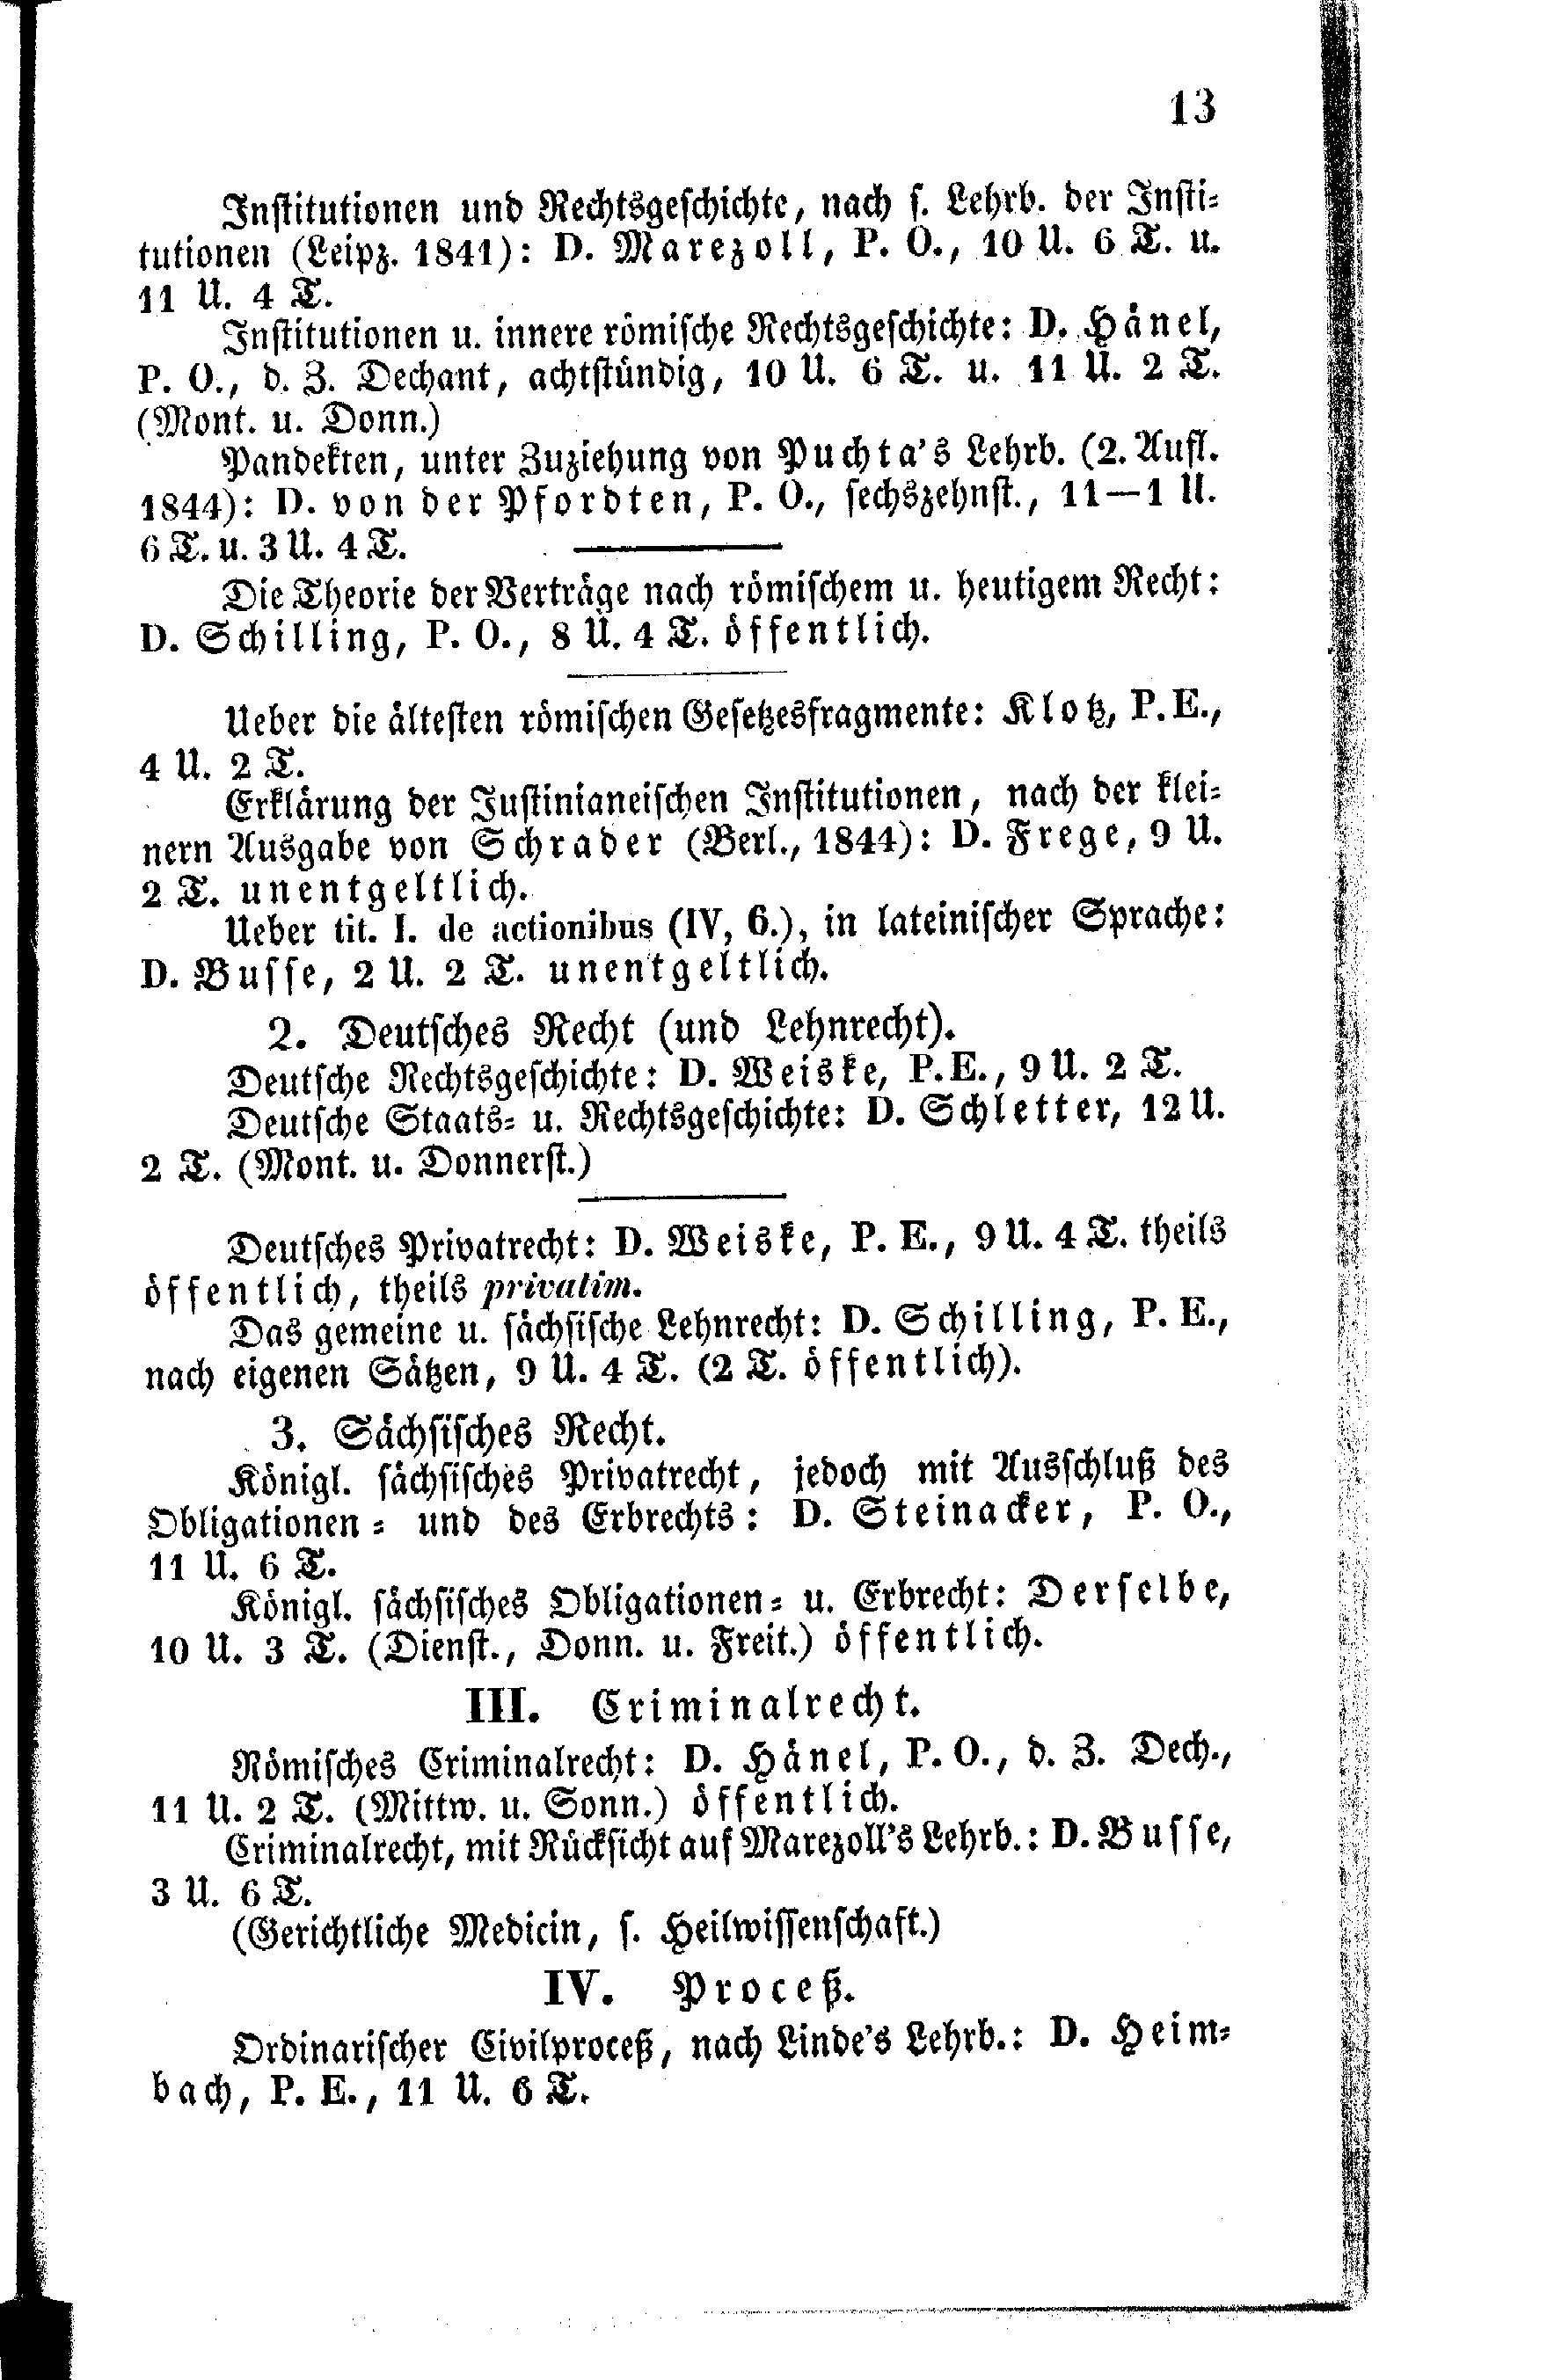 13
Institutionen und Rechtsgeschichte, nach s. Lehrb. der Insti-
tutionen (Leipz. 1841): D. Marezoll, P. O., 10 U. 6 T. u.
11 U. 4 T.
Institutionen u. innere römische Rechtsgeschichte: D. Hänel,
P. O., d. Z. Dechant, achtstündig, 10 U. 6 T. u. 11 U. 2 T.
(Mont. u. Donn.)
Pandekten, unter Zuziehung von Puchta's Lehrb. (2. Aufl.
1844): D. von der Pfordten, P. O., sechszehnst., 11—1 U.
6 T. u. 3 U. 4 T.
Die Theorie der Verträge nach römischem u. heutigem Recht:
D. Schilling, P. O., 8 U. 4 T. öffentlich.
Ueber die ältesten römischen Gesetzesfragmente: Klotz, P. E.,
4 U. 2 T.
Erklärung der Justinianeischen Institutionen, nach der klei-
nern Ausgabe von Schrader (Berl., 1844): D. Frege, 9 U.
2 T. unentgeltlich.
Ueber tit. I. de actionibus (IV, 6.), in lateinischer Sprache:
D. Busse, 2 U. 2 T. unentgeltlich.
2. Deutsches Recht (und Lehnrecht).
Deutsche Rechtsgeschichte: D. Weiske, P. E., 9 U. 2 T.
Deutsche Staats- u. Rechtsgeschichte: D. Schletter, 12 U.
2 T. (Mont. u. Donnerst.)
Deutsches Privatrecht: D. Weiske, P. E., 9 U. 4 T. theils
öffentlich, theils privatim.
Das gemeine u. sächsische Lehnrecht: D. Schilling, P. E.,
nach eigenen Sätzen, 9 U. 4 T. (2 T. öffentlich).
3. Sächsisches Recht.
Königl. sächsisches Privatrecht, jedoch mit Ausschluß des
Obligationen- und des Erbrechts: D. Steinacker, P. O.,
11 U. 6 T.
Königl. sächsisches Obligationen- u. Erbrecht: Derselbe,
10 U. 3 T. (Dienst., Donn. u. Freit.) öffentlich.
III. Criminalrecht.
Römisches Criminalrecht: D. Hänel, P. O., d. Z. Dech.,
11 U. 2 T. (Mittw. u. Sonn.) öffentlich.
Criminalrecht, mit Rücksicht auf Marezoll's Lehrb.: D. Busse,
3 U. 6 T.
(Gerichtliche Medicin, s. Heilwissenschaft.)
IV. Proceß.
Ordinarischer Civilproceß, nach Linde's Lehrb.: D. Heim-
bach, P. E., 11 U. 6 T.